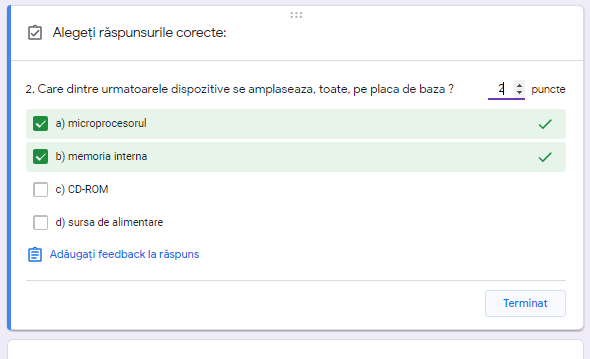 Alegeți răspunsurile corecte:
2. Care dintre urmatoarele dispozitive se amplaseaza, toate, pe placa de baza ? 2 puncte
a) microprocesorul
b) memoria interna
c) CD-ROM
d) sursa de alimentare
Adăugați feedback la răspuns
Terminat